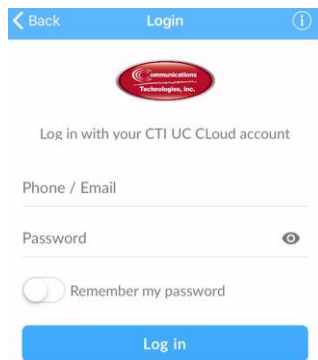 Back Login
Communications
Technologies, Inc.
Log in with your CTI UC CLoud account
Phone / Email
Password
Remember my password
Log in